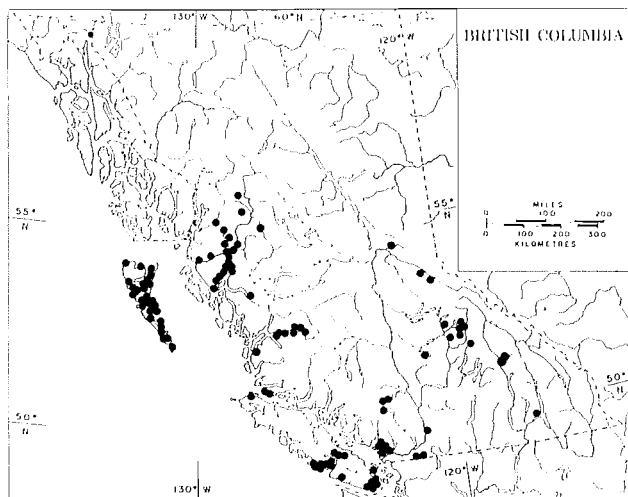 130° W
60° N
BRITISH COLUMBIA
120° W
55° N
55° N
MILES
0 100 200
0 100 200 300
KILOMETRES
50° N
50° N
130° W
120° W